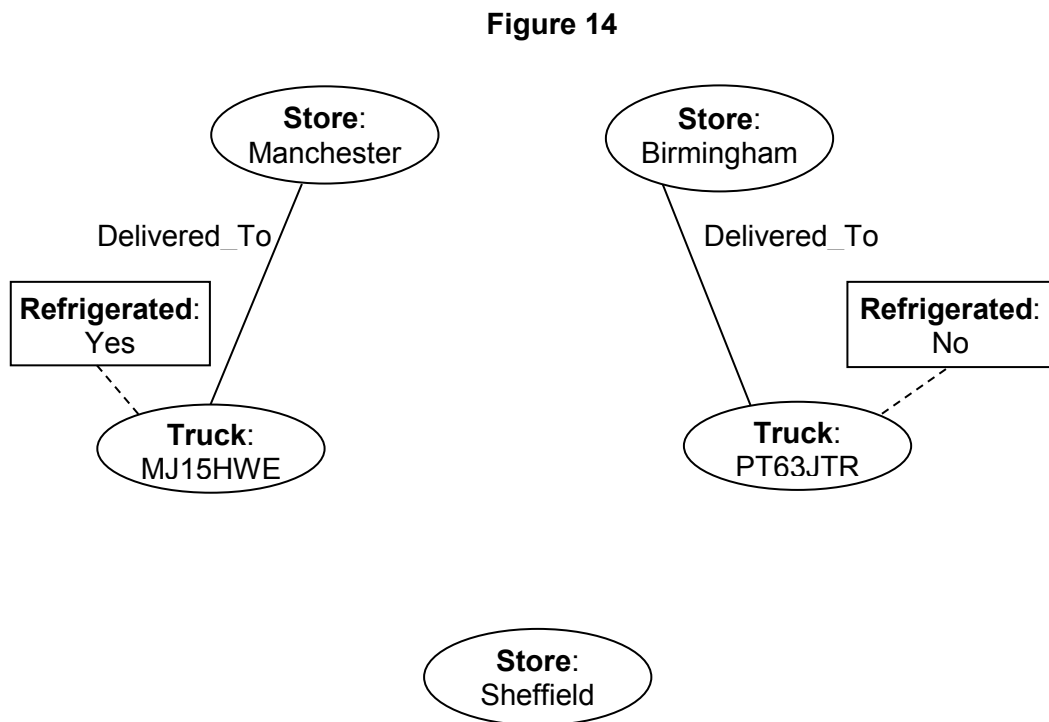 Figure 14
Store:
Manchester
Store:
Birmingham
Delivered_To
Delivered_To
Refrigerated:
Yes
Refrigerated:
No
Truck:
MJ15HWE
Truck:
PT63JTR
Store:
Sheffield